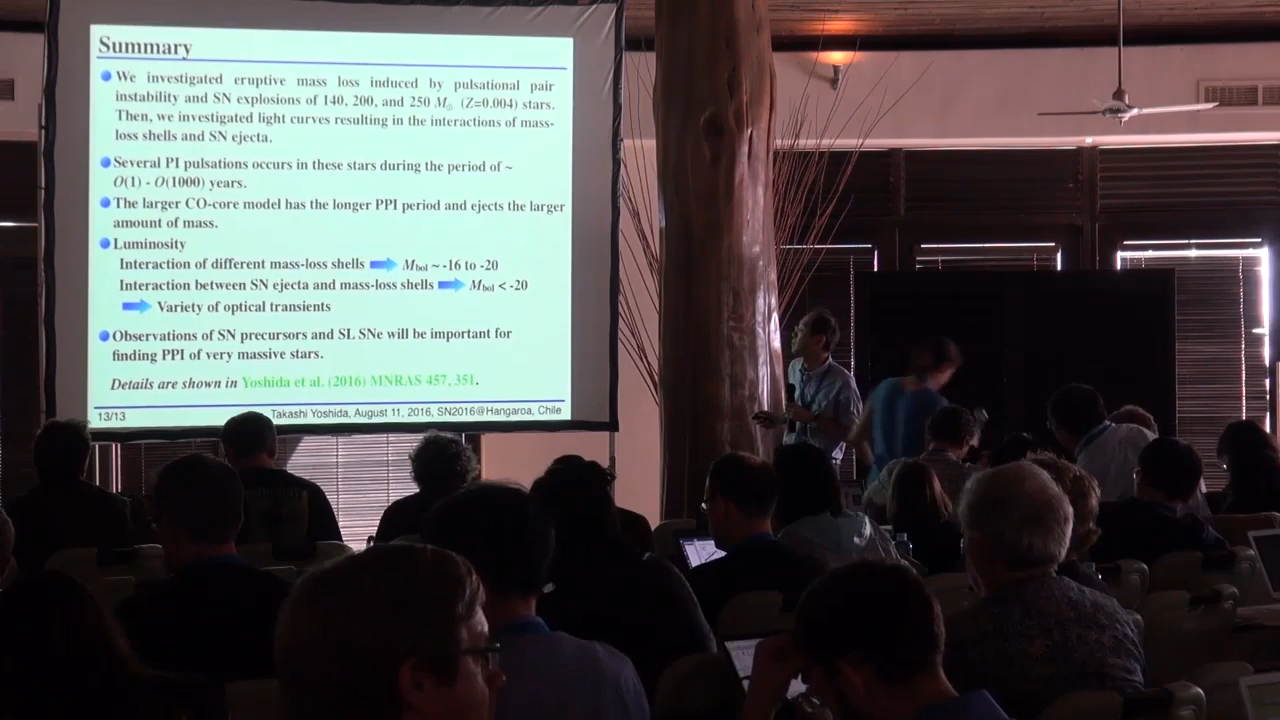 Summary
We investigated eruptive mass loss induced by pulsational pair
instability and SN explosions of 140, 200, and 250 M⊙ (Z=0.004) stars.
Then, we investigated light curves resulting in the interactions of mass-
loss shells and SN ejecta.
Several PI pulsations occurs in these stars during the period of ~
O(1) - O(1000) years.
The larger CO-core model has the longer PPI period and ejects the larger
amount of mass.
Luminosity
Interaction of different mass-loss shells Mbol ~ -16 to -20
Interaction between SN ejecta and mass-loss shells Mbol < -20
Variety of optical transients
Observations of SN precursors and SL SNe will be important for
finding PPI of very massive stars.
Details are shown in Yoshida et al. (2016) MNRAS 457, 351.
13/13 Takashi Yoshida, August 11, 2016, SN2016@Hangaroa, Chile